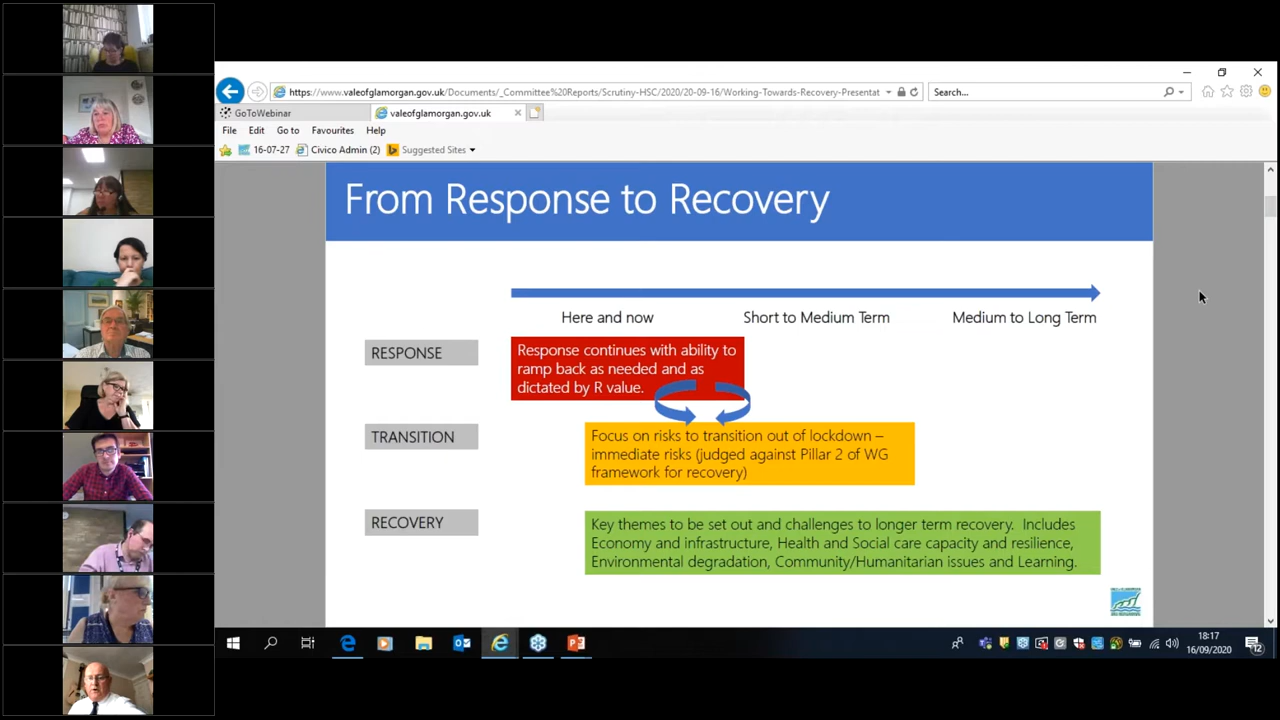 https://www.valeofglamorgan.gov.uk/Documents/_Committee%20Reports/Scrutiny-HSC/2020/20-09-16/Working-Towards-Recovery-Presentat
Search...
GoToWebinar
valeofglamorgan.gov.uk
File Edit Go to Favourites Help
16-07-27 Civico Admin (2) Suggested Sites
From Response to Recovery
Here and now Short to Medium Term Medium to Long Term
RESPONSE
Response continues with ability to
ramp back as needed and as
dictated by R value.
TRANSITION
Focus on risks to transition out of lockdown –
immediate risks (judged against Pillar 2 of WG
framework for recovery)
RECOVERY
Key themes to be set out and challenges to longer term recovery. Includes
Economy and infrastructure, Health and Social care capacity and resilience,
Environmental degradation, Community/Humanitarian issues and Learning.
18:17
16/09/2020
12